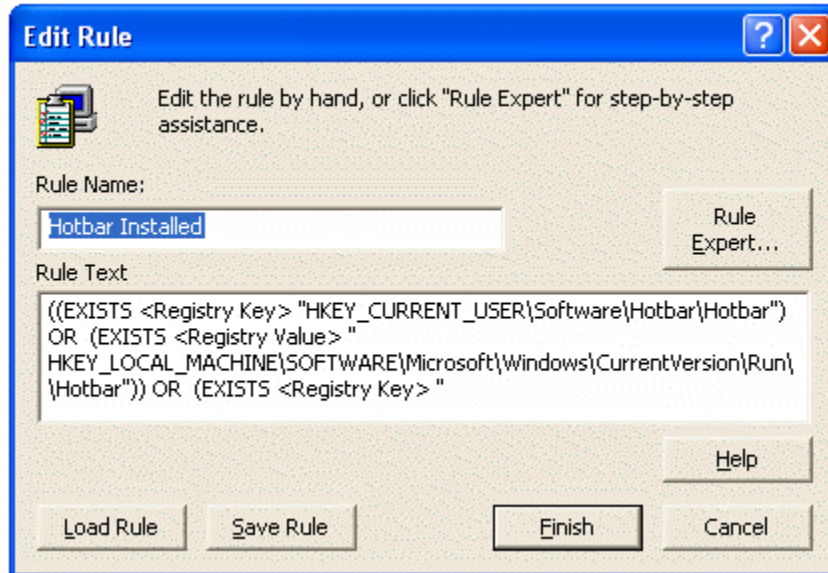 Edit Rule
Edit the rule by hand, or click "Rule Expert" for step-by-step
assistance.
Rule Name:
Hotbar Installed
Rule
Expert...
Rule Text
((EXISTS <Registry Key> "HKEY_CURRENT_USER\Software\Hotbar\Hotbar")
OR (EXISTS <Registry Value> "
HKEY_LOCAL_MACHINE\SOFTWARE\Microsoft\Windows\CurrentVersion\Run\
\Hotbar")) OR (EXISTS <Registry Key> "
Help
Load Rule
Save Rule
Finish
Cancel